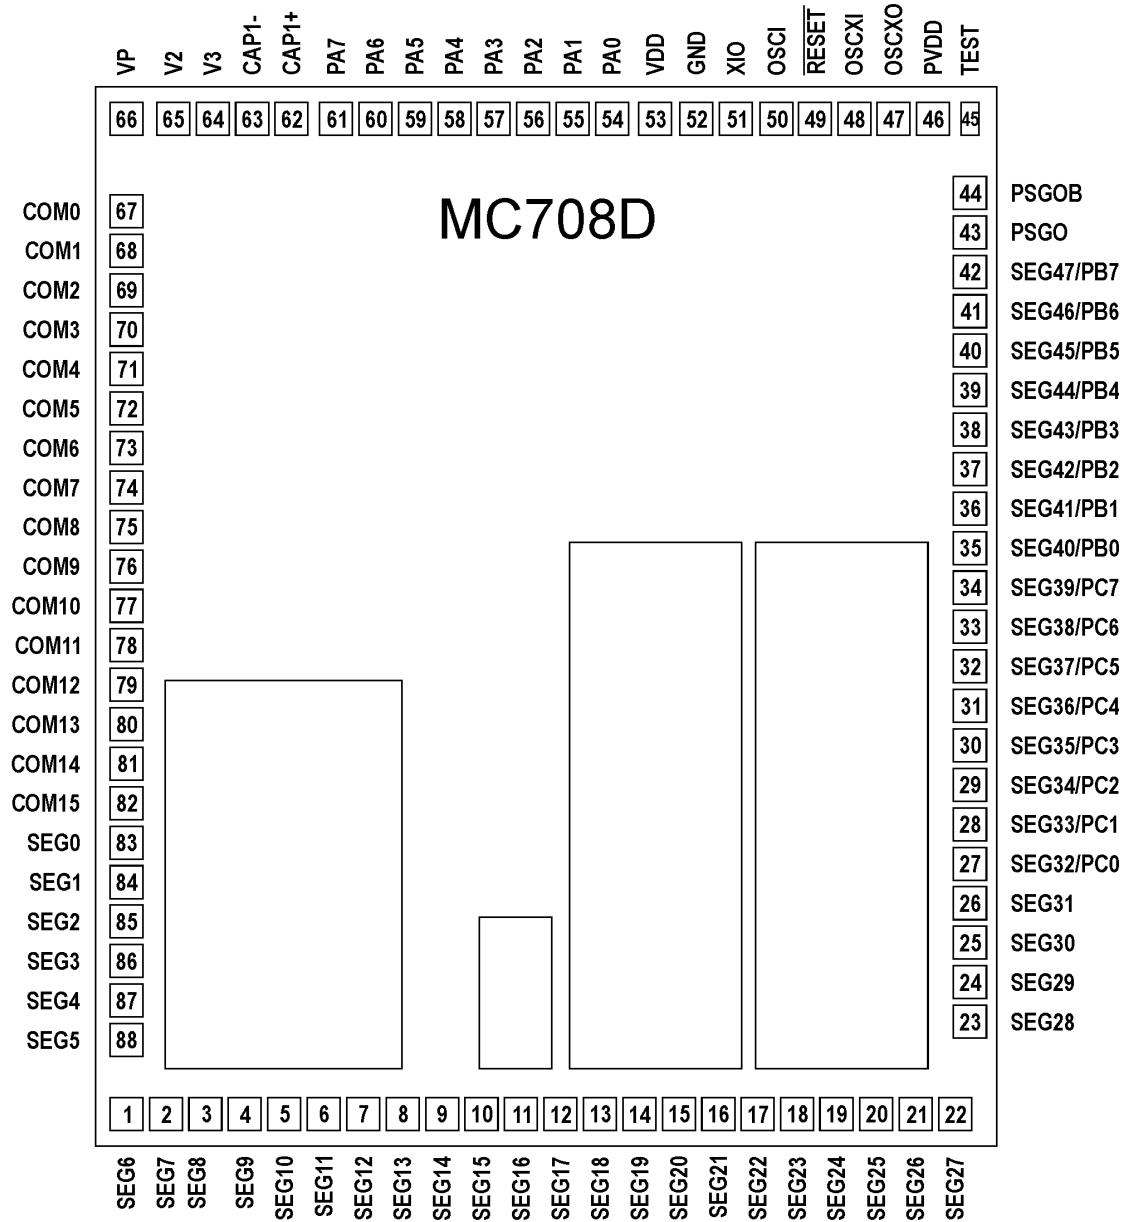 VP V2 V3 CAP1- CAP1+ PA7 PA6 PA5 PA4 PA3 PA2 PA1 PA0 VDD GND XIO OSCI RESET OSCXI OSCXO PVDD TEST
66 65 64 63 62 61 60 59 58 57 56 55 54 53 52 51 50 49 48 47 46 45
MC708D
COM0 67
COM1 68
COM2 69
COM3 70
COM4 71
COM5 72
COM6 73
COM7 74
COM8 75
COM9 76
COM10 77
COM11 78
COM12 79
COM13 80
COM14 81
COM15 82
SEG0 83
SEG1 84
SEG2 85
SEG3 86
SEG4 87
SEG5 88
44 PSGOB
43 PSGO
42 SEG47/PB7
41 SEG46/PB6
40 SEG45/PB5
39 SEG44/PB4
38 SEG43/PB3
37 SEG42/PB2
36 SEG41/PB1
35 SEG40/PB0
34 SEG39/PC7
33 SEG38/PC6
32 SEG37/PC5
31 SEG36/PC4
30 SEG35/PC3
29 SEG34/PC2
28 SEG33/PC1
27 SEG32/PC0
26 SEG31
25 SEG30
24 SEG29
23 SEG28
1 2 3 4 5 6 7 8 9 10 11 12 13 14 15 16 17 18 19 20 21 22
SEG6 SEG7 SEG8 SEG9 SEG10 SEG11 SEG12 SEG13 SEG14 SEG15 SEG16 SEG17 SEG18 SEG19 SEG20 SEG21 SEG22 SEG23 SEG24 SEG25 SEG26 SEG27